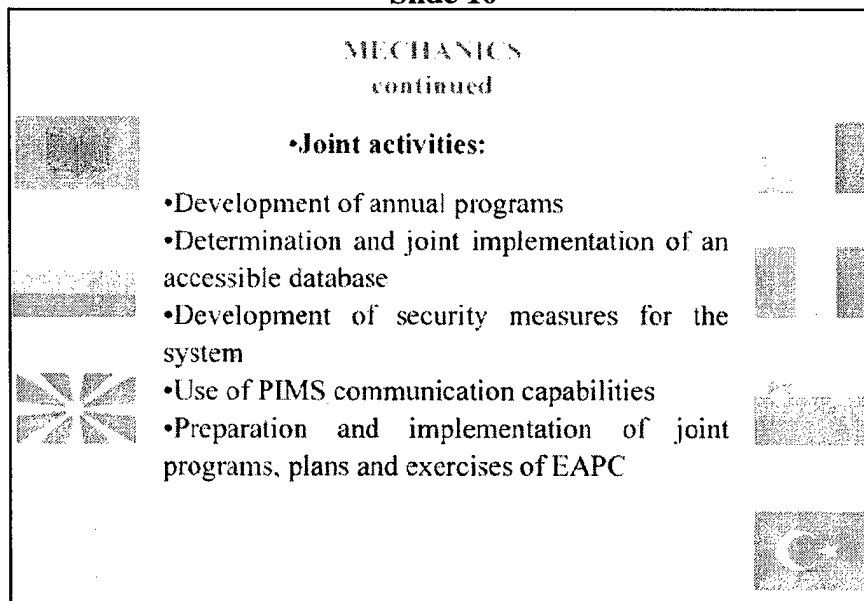 Slide 10
MECHANICS
continued
•Joint activities:
•Development of annual programs
•Determination and joint implementation of an
accessible database
•Development of security measures for the
system
•Use of PIMS communication capabilities
•Preparation and implementation of joint
programs, plans and exercises of EAPC